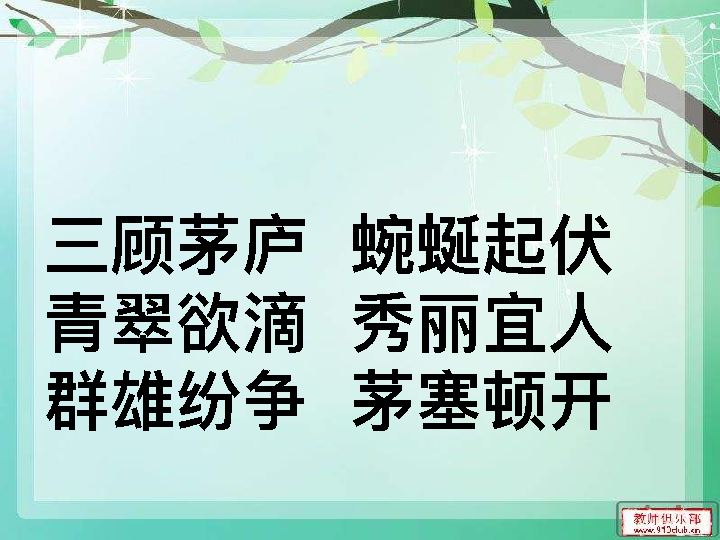 三顾茅庐 蜿蜒起伏
青翠欲滴 秀丽宜人
群雄纷争 茅塞顿开
教师俱乐部
www.910club.cn